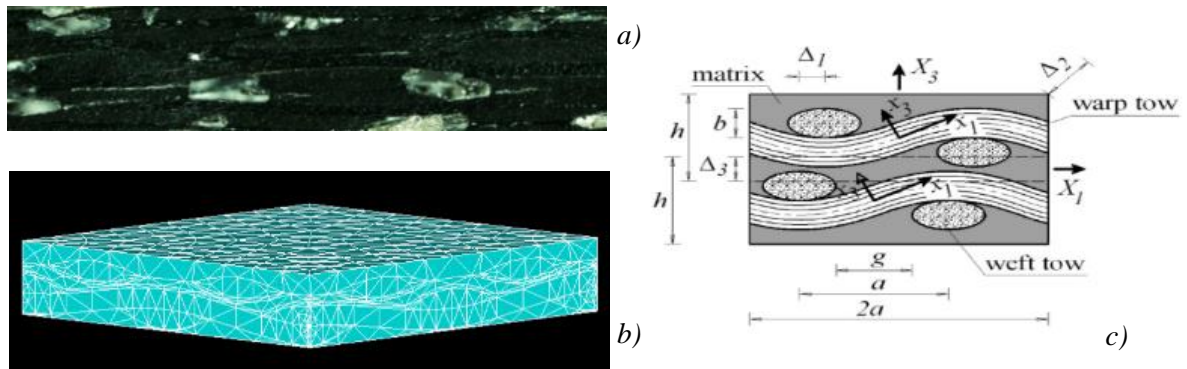 a)
Δ1
X3
Δ2
matrix
x3
warp tow
h
b
x1
Δ3
X1
x3
x1
h
weft tow
g
a
2a
b)
c)